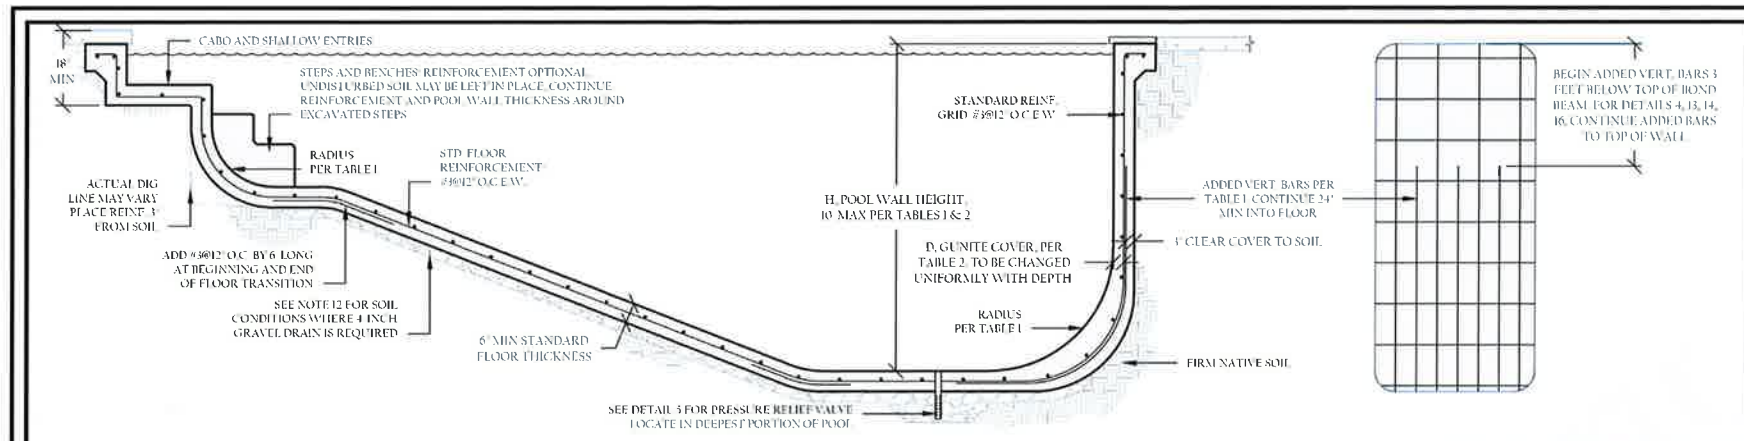 CABO AND SHALLOW ENTRIES
18"
MIN
STEPS AND BENCHES' REINFORCEMENT OPTIONAL
UNDISTURBED SOIL MAY BE LEFT IN PLACE, CONTINUE
REINFORCEMENT AND POOL WALL THICKNESS AROUND
EXCAVATED STEPS
RADIUS
PER TABLE 1
STD. FLOOR
REINFORCEMENT
#3@12" O.C.E.W.
ACTUAL DIG
LINE MAY VARY
PLACE REINF. 3"
FROM SOIL
ADD #3@12" O.C. BY 6' LONG
AT BEGINNING AND END
OF FLOOR TRANSITION
SEE NOTE 12 FOR SOIL
CONDITIONS WHERE 4 INCH
GRAVEL DRAIN IS REQUIRED
6" MIN STANDARD
FLOOR THICKNESS
SEE DETAIL 3 FOR PRESSURE RELIEF VALVE
LOCATE IN DEEPEST PORTION OF POOL
STANDARD REINF.
GRID #3@12" O.C.E.W
H, POOL WALL HEIGHT,
10' MAX PER TABLES 1 & 2
D, GUNITE COVER, PER
TABLE 2, TO BE CHANGED
UNIFORMLY WITH DEPTH
RADIUS
PER TABLE 1
ADDED VERT. BARS PER
TABLE 1. CONTINUE 24"
MIN INTO FLOOR
3" CLEAR COVER TO SOIL
FIRM NATIVE SOIL
BEGIN ADDED VERT. BARS 3
FEET BELOW TOP OF BOND
BEAM. FOR DETAILS 4, 13, 14,
16, CONTINUE ADDED BARS
TO TOP OF WALL